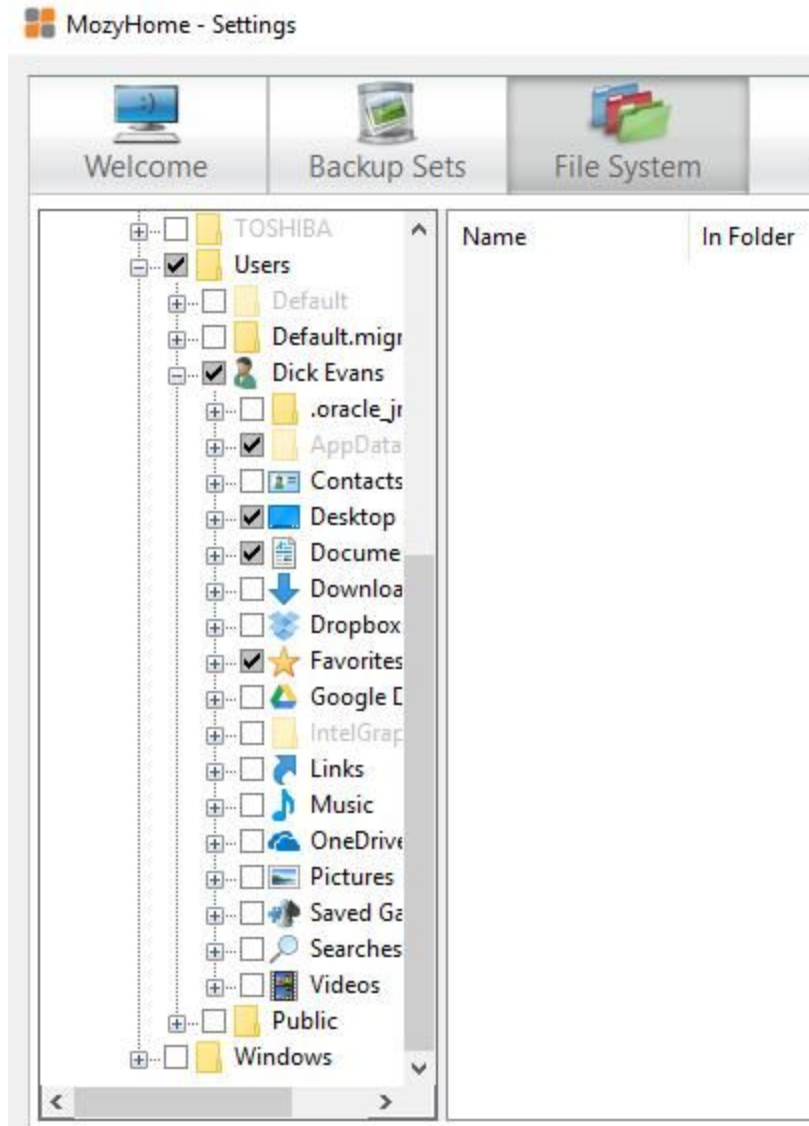 MozyHome - Settings
Welcome
Backup Sets
File System
TOSHIBA
Name
In Folder
Users
Default
Default.migr
Dick Evans
.oracle_jr
AppData
Contacts
Desktop
Docume
Downloa
Dropbox
Favorites
Google D
IntelGrap
Links
Music
OneDrive
Pictures
Saved Ga
Searches
Videos
Public
Windows